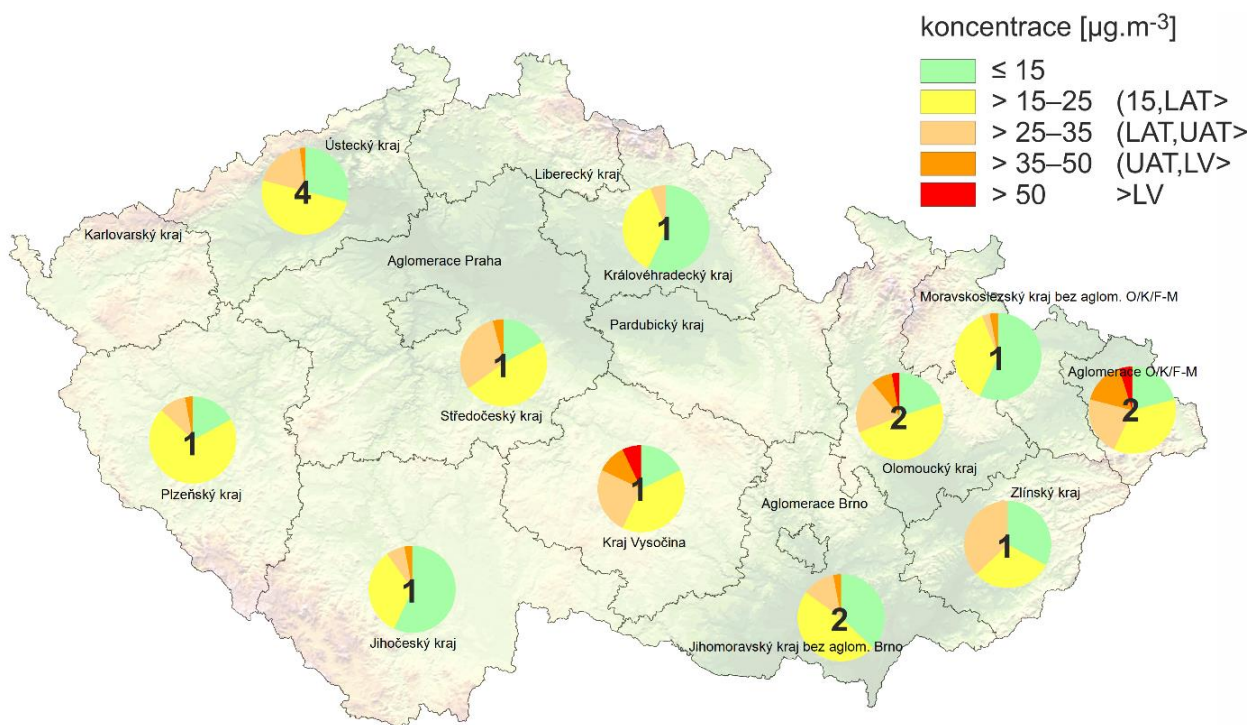 koncentrace [µg.m-3]
≤ 15
> 15–25 (15,LAT>
> 25–35 (LAT,UAT>
> 35–50 (UAT,LV>
> 50 >LV
Ústecký kraj
4
Liberecký kraj
1
Karlovarský kraj
Aglomerace Praha
Královéhradecký kraj
Moravskoslezský kraj bez aglom. O/K/F-M
Pardubický kraj
1
1
Aglomerace O/K/F-M
2
Středočeský kraj
2
1
Olomoucký kraj
Plzeňský kraj
1
Zlínský kraj
Aglomerace Brno
Kraj Vysočina
1
1
2
Jihočeský kraj
Jihomoravský kraj bez aglom. Brno